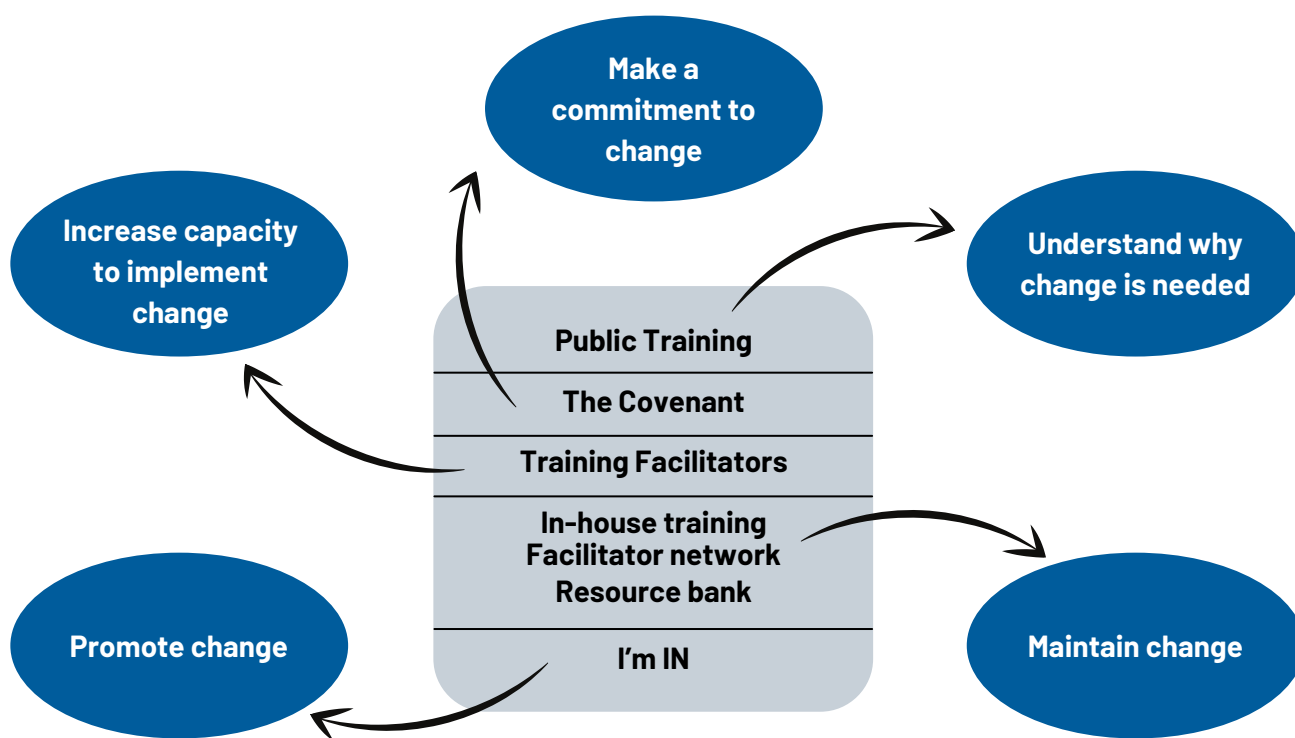 Make a
commitment to
change
Increase capacity
to implement
change
Understand why
change is needed
Public Training
The Covenant
Training Facilitators
In-house training
Facilitator network
Resource bank
I'm IN
Promote change
Maintain change